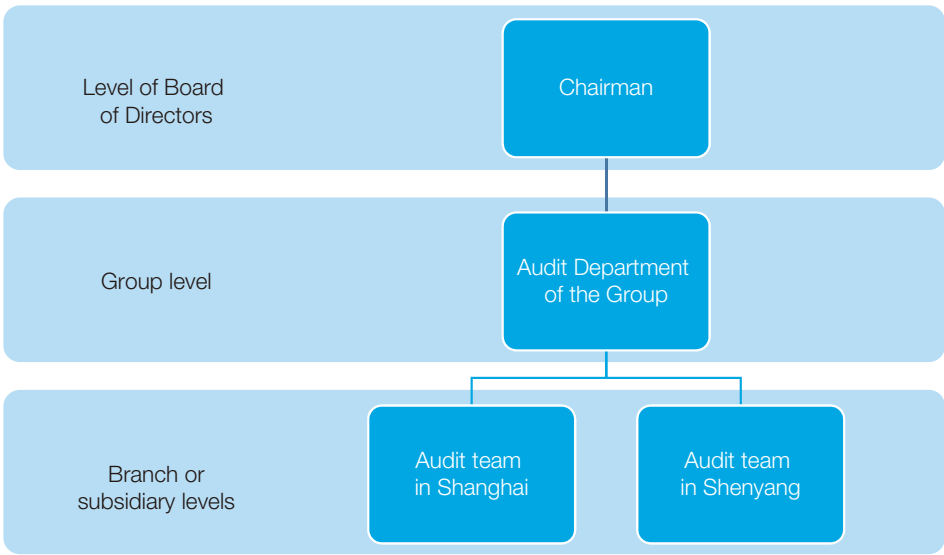 Level of Board
of Directors
Chairman
Group level
Audit Department
of the Group
Branch or
subsidiary levels
Audit team
in Shanghai
Audit team
in Shenyang